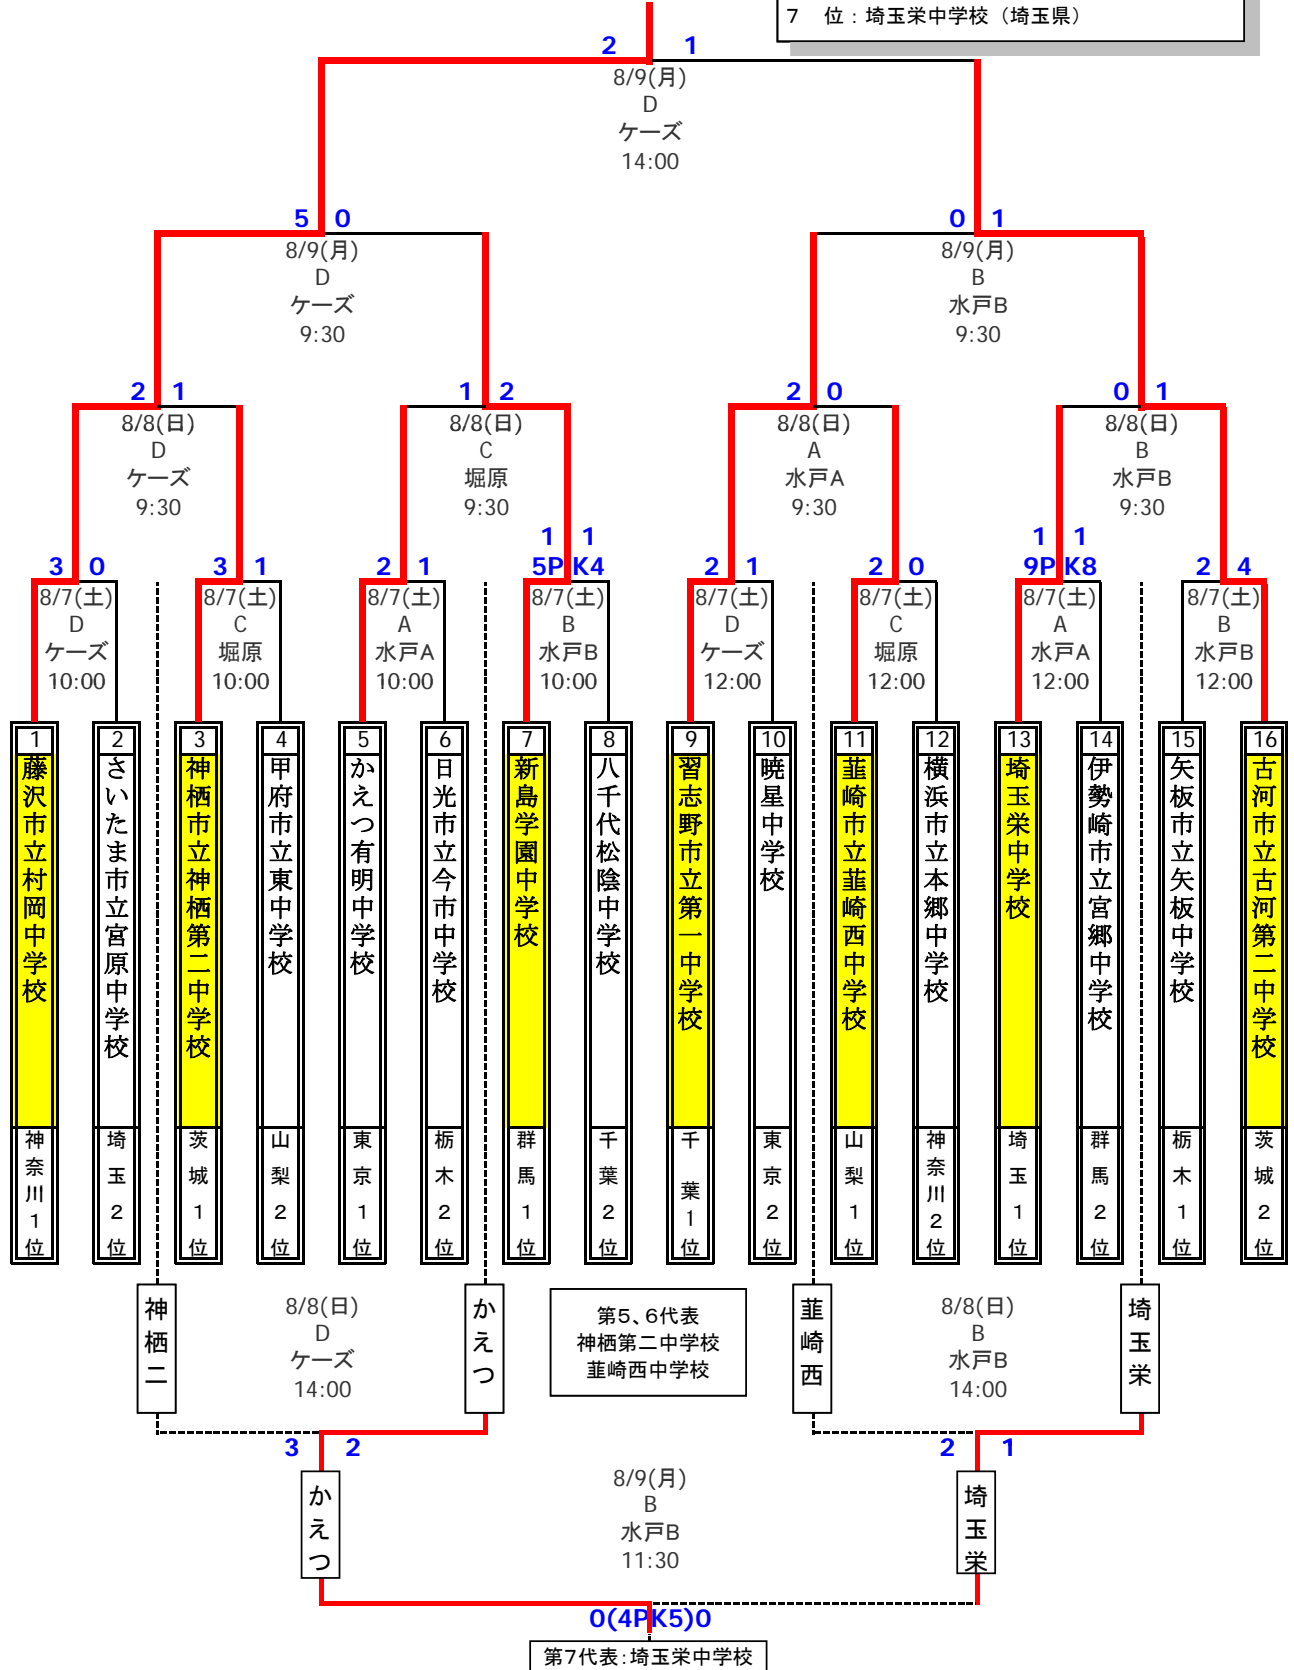 7 位：埼玉栄中学校（埼玉県）
2 1
8/9(月)
D
ケーズ
14:00
5 0
8/9(月)
D
ケーズ
9:30
0 1
8/9(月)
B
水戸B
9:30
2 1
8/8(日)
D
ケーズ
9:30
1 2
8/8(日)
C
堀原
9:30
2 0
8/8(日)
A
水戸A
9:30
0 1
8/8(日)
B
水戸B
9:30
3 0
8/7(土)
D
ケーズ
10:00
3 1
8/7(土)
C
堀原
10:00
2 1
8/7(土)
A
水戸A
10:00
1 1
5PK4
8/7(土)
B
水戸B
10:00
2 1
8/7(土)
D
ケーズ
12:00
2 0
8/7(土)
C
堀原
12:00
1 1
9PK8
8/7(土)
A
水戸A
12:00
2 4
8/7(土)
B
水戸B
12:00
1
藤沢市立村岡中学校
神奈川1位
2
さいたま市立宮原中学校
埼玉2位
3
神栖市立神栖第二中学校
茨城1位
4
甲府市立東中学校
山梨2位
5
かえつ有明中学校
東京1位
6
日光市立今市中学校
栃木2位
7
新島学園中学校
群馬1位
8
八千代松陰中学校
千葉2位
9
習志野市立第一中学校
千葉1位
10
暁星中学校
東京2位
11
韮崎市立韮崎西中学校
山梨1位
12
横浜市立本郷中学校
神奈川2位
13
埼玉栄中学校
埼玉1位
14
伊勢崎市立宮郷中学校
群馬2位
15
矢板市立矢板中学校
栃木1位
16
古河市立古河第二中学校
茨城2位
神栖二
8/8(日)
D
ケーズ
14:00
かえつ
第5、6代表
神栖第二中学校
韮崎西中学校
韮崎西
8/8(日)
B
水戸B
14:00
埼玉栄
3 2
2 1
かえつ
8/9(月)
B
水戸B
11:30
埼玉栄
0(4PK5)0
第7代表：埼玉栄中学校